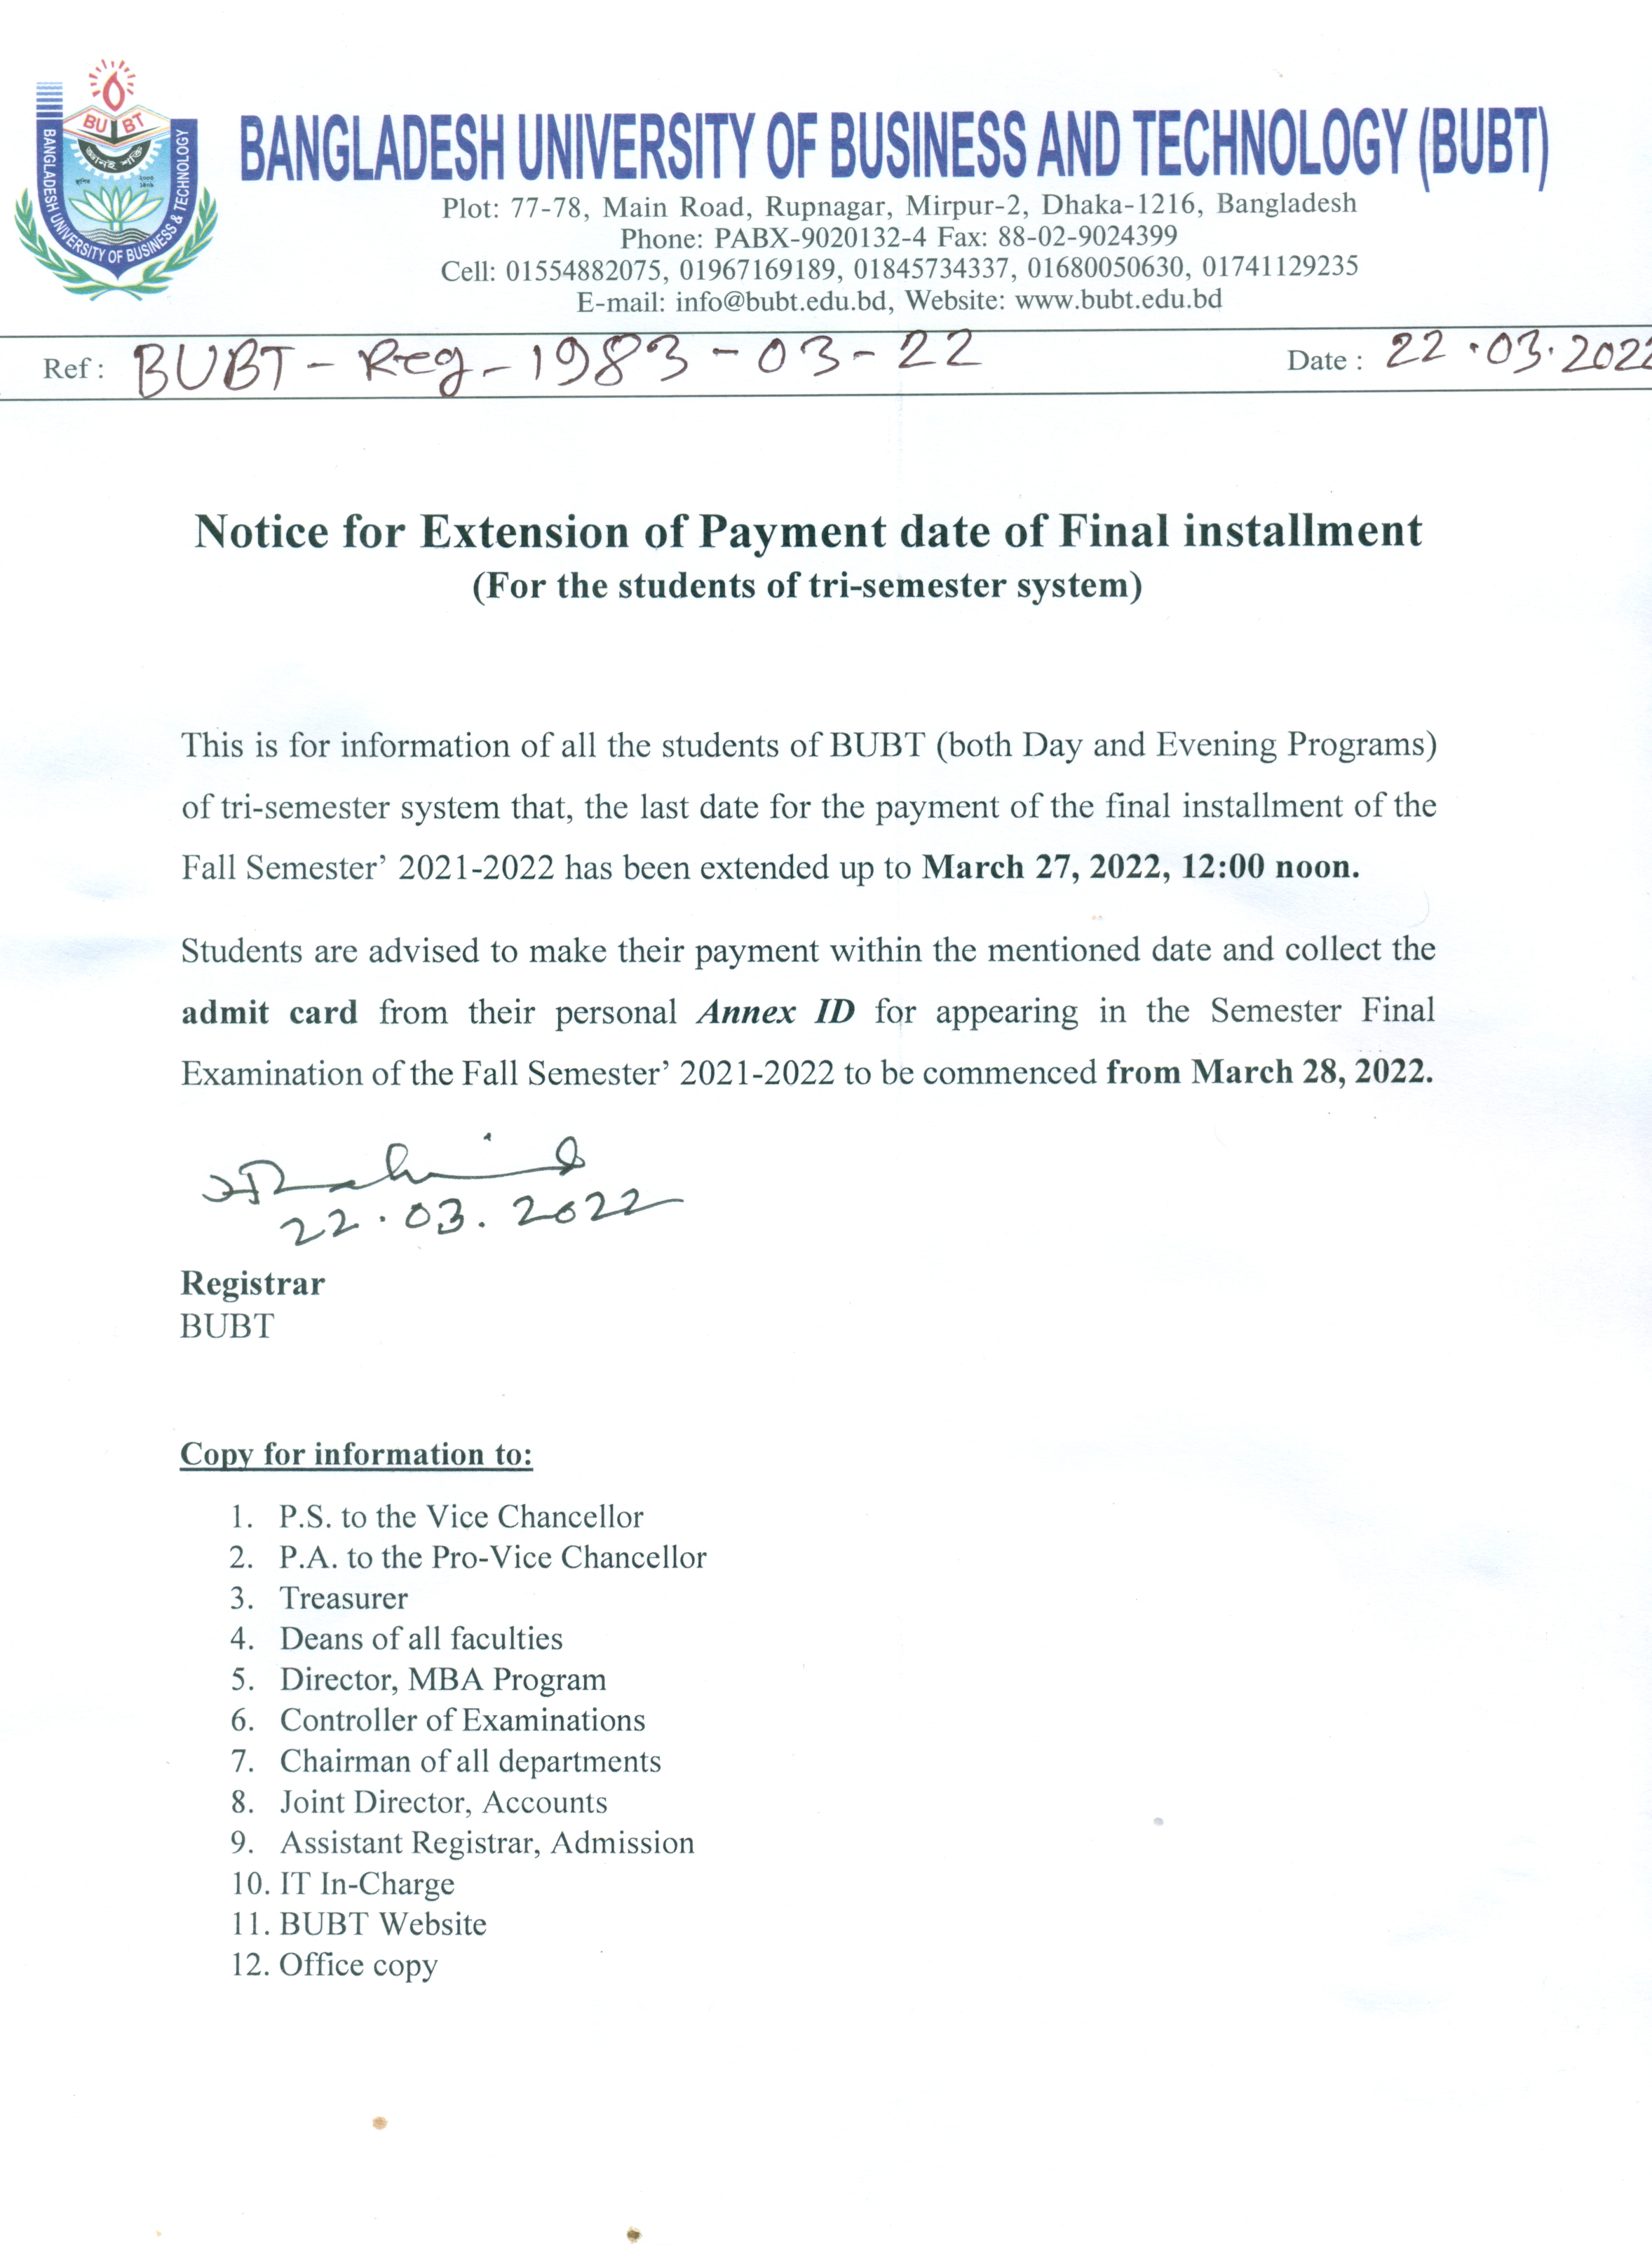 BU BT
জ্ঞানই শক্তি
BANGLADESH UNIVERSITY OF BUSINESS & TECHNOLOGY
BANGLADESH UNIVERSITY OF BUSINESS AND TECHNOLOGY (BUBT)
Plot: 77-78, Main Road, Rupnagar, Mirpur-2, Dhaka-1216, Bangladesh
Phone: PABX-9020132-4 Fax: 88-02-9024399
Cell: 01554882075, 01967169189, 01845734337, 01680050630, 01741129235
E-mail: info@bubt.edu.bd, Website: www.bubt.edu.bd
Ref : BUBT-Reg-1983-03-22 Date : 22.03.2022
Notice for Extension of Payment date of Final installment
(For the students of tri-semester system)
This is for information of all the students of BUBT (both Day and Evening Programs)
of tri-semester system that, the last date for the payment of the final installment of the
Fall Semester’ 2021-2022 has been extended up to March 27, 2022, 12:00 noon.
Students are advised to make their payment within the mentioned date and collect the
admit card from their personal Annex ID for appearing in the Semester Final
Examination of the Fall Semester’ 2021-2022 to be commenced from March 28, 2022.
22.03.2022
Registrar
BUBT
Copy for information to:
1. P.S. to the Vice Chancellor
2. P.A. to the Pro-Vice Chancellor
3. Treasurer
4. Deans of all faculties
5. Director, MBA Program
6. Controller of Examinations
7. Chairman of all departments
8. Joint Director, Accounts
9. Assistant Registrar, Admission
10. IT In-Charge
11. BUBT Website
12. Office copy